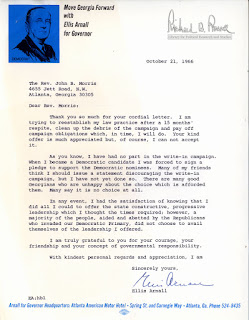 Move Georgia Forward
with
Ellis Arnall
for Governor
October 21, 1966
The Rev. John B. Morris
4655 Jett Road, N.W.
Atlanta, Georgia 30305
Dear Rev. Morris:
Thank you so much for your cordial letter. I am
trying to reestablish my law practice after a 15 months'
respite, clean up the debris of the campaign and pay off
campaign obligations which, in time, I will do. Your kind
offer is much appreciated but, of course, I can not accept
it.
As you know, I have had no part in the write-in campaign.
When I became a Democratic candidate I was forced to sign a
pledge to support the Democratic nominees. Many of my friends
think I should issue a statement discouraging the write-in
campaign, but I have not yet done so. There are many good
Georgians who are unhappy about the choice which is afforded
them. Many say it is no choice at all.
In any event, I had the satisfaction of knowing that I
did all I could to offer the state constructive, progressive
leadership which I thought the times required; however, a
majority of the people, aided and abetted by the Republicans
who invaded our Democratic Primary, did not choose to avail
themselves of the leadership I offered.
I am truly grateful to you for your courage, your
friendship and your concept of governmental responsibility.
With kindest personal regards and appreciation, I am
Sincerely yours,
Ellis Arnall
Ellis Arnall
EA:hhl
Arnall for Governor Headquarters: Atlanta American Motor Hotel • Spring St. and Carnegie Way • Atlanta, Ga. Phone 524-8435